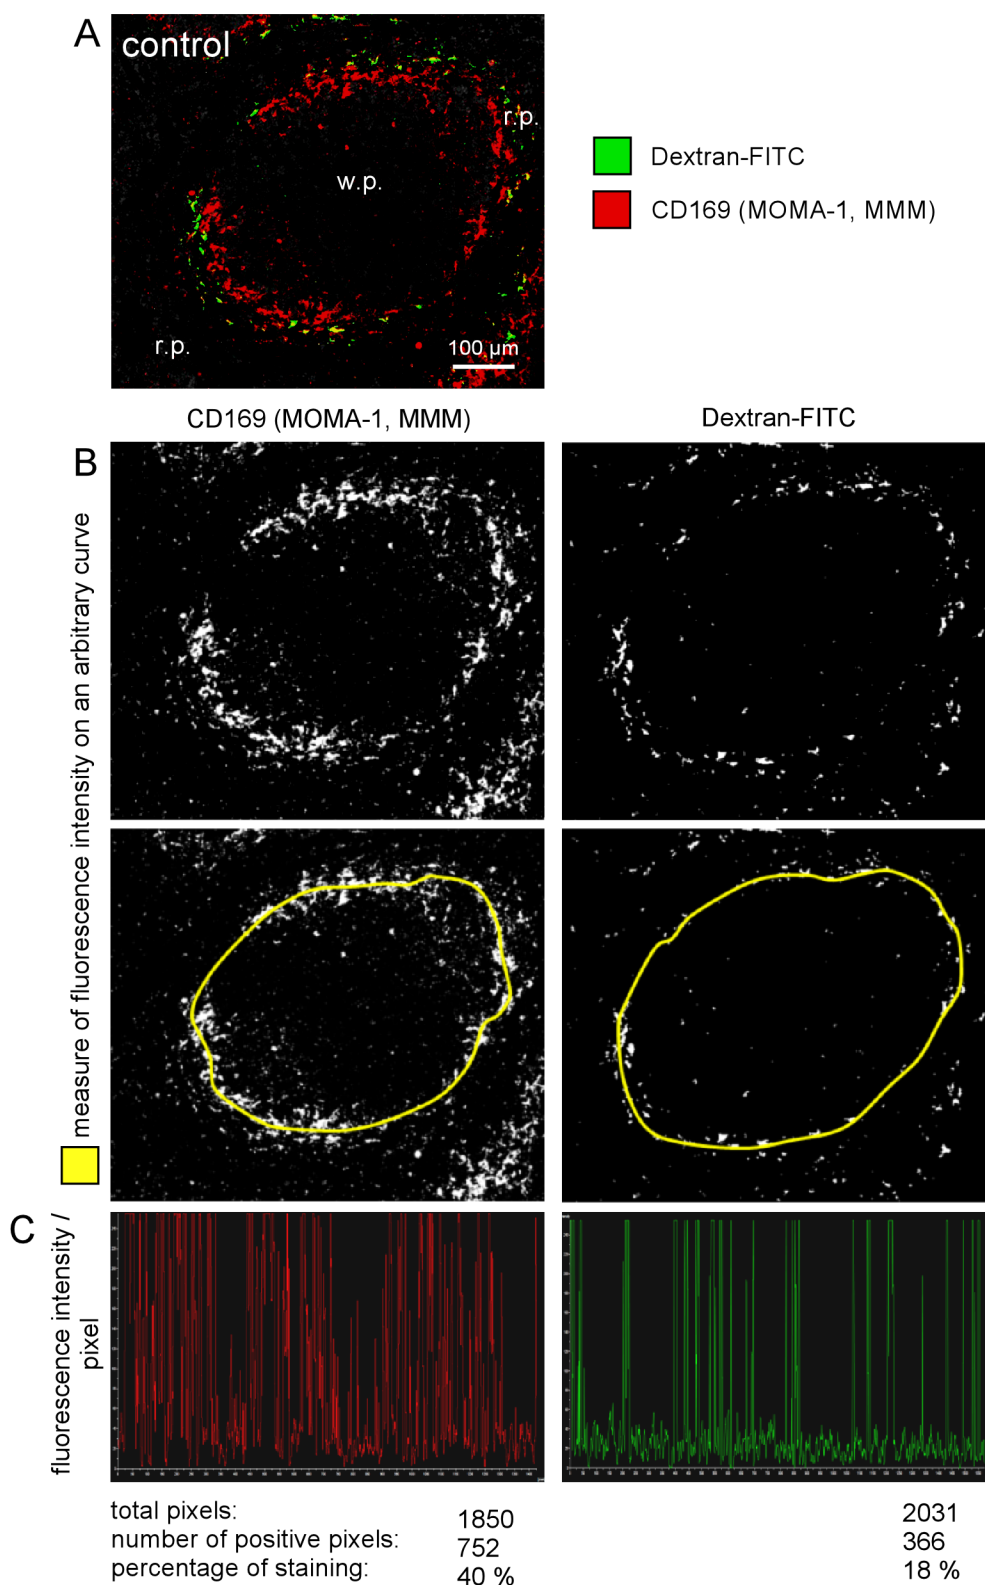 A
control
r.p.
w.p.
r.p.
100 µm
Dextran-FITC
CD169 (MOMA-1, MMM)
CD169 (MOMA-1, MMM)
Dextran-FITC
B
measure of fluorescence intensity on an arbitrary curve
C
fluorescence intensity /
pixel
total pixels: 1850 2031
number of positive pixels: 752 366
percentage of staining: 40 % 18 %